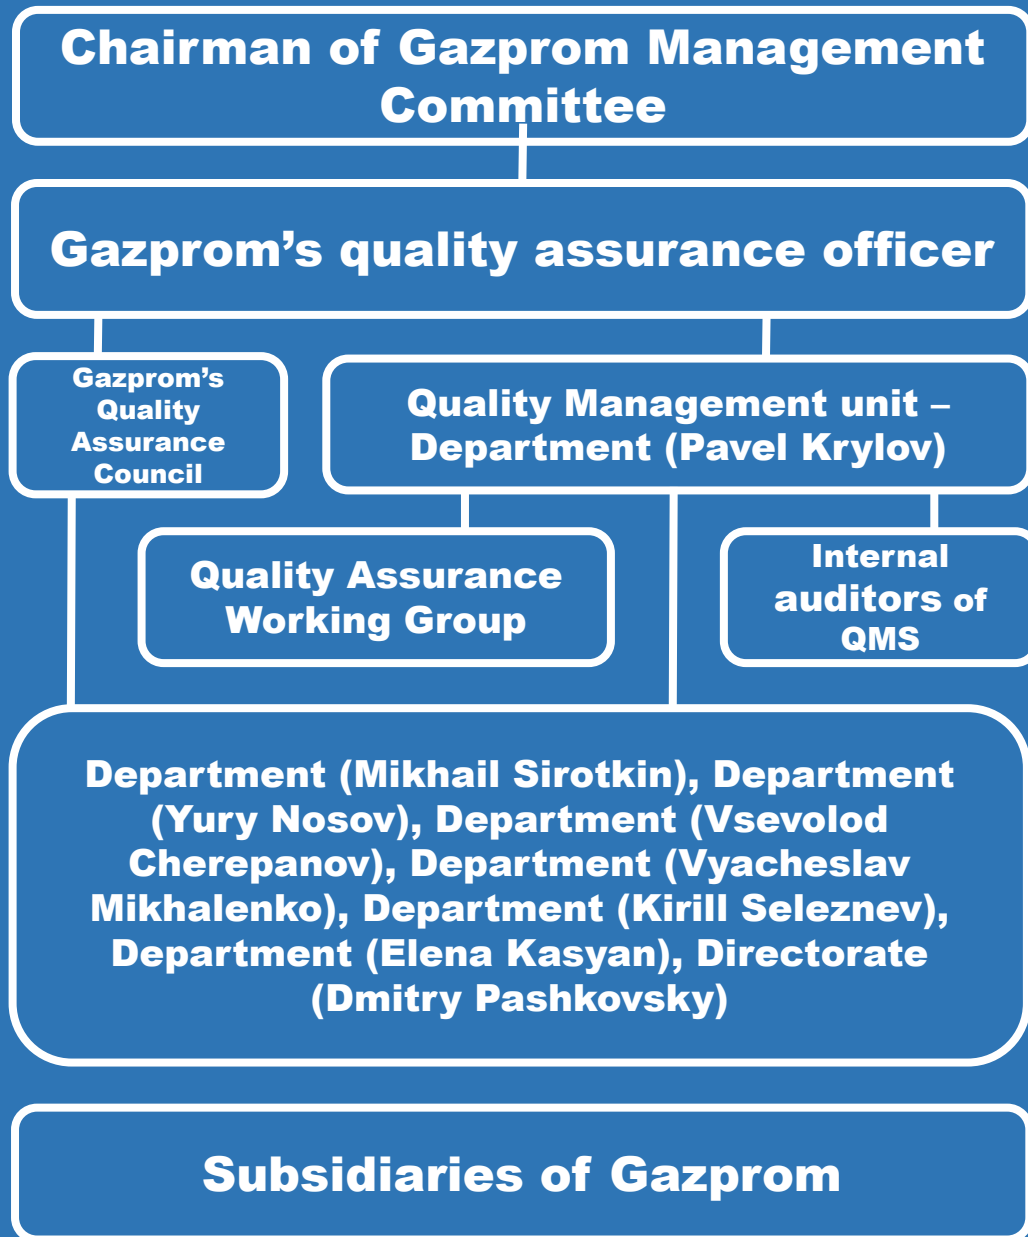 Chairman of Gazprom Management
Committee
Gazprom’s quality assurance officer
Gazprom’s
Quality
Assurance
Council
Quality Management unit –
Department (Pavel Krylov)
Quality Assurance
Working Group
Internal
auditors of
QMS
Department (Mikhail Sirotkin), Department
(Yury Nosov), Department (Vsevolod
Cherepanov), Department (Vyacheslav
Mikhalenko), Department (Kirill Seleznev),
Department (Elena Kasyan), Directorate
(Dmitry Pashkovsky)
Subsidiaries of Gazprom